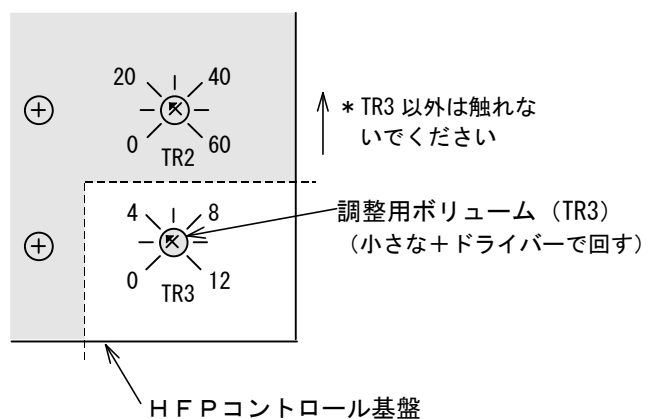 20 40
0 60
TR2
＊TR3 以外は触れな
いでください
4 8
0 12
TR3
調整用ボリューム（TR3）
（小さな＋ドライバーで回す）
ＨＦＰコントロール基盤